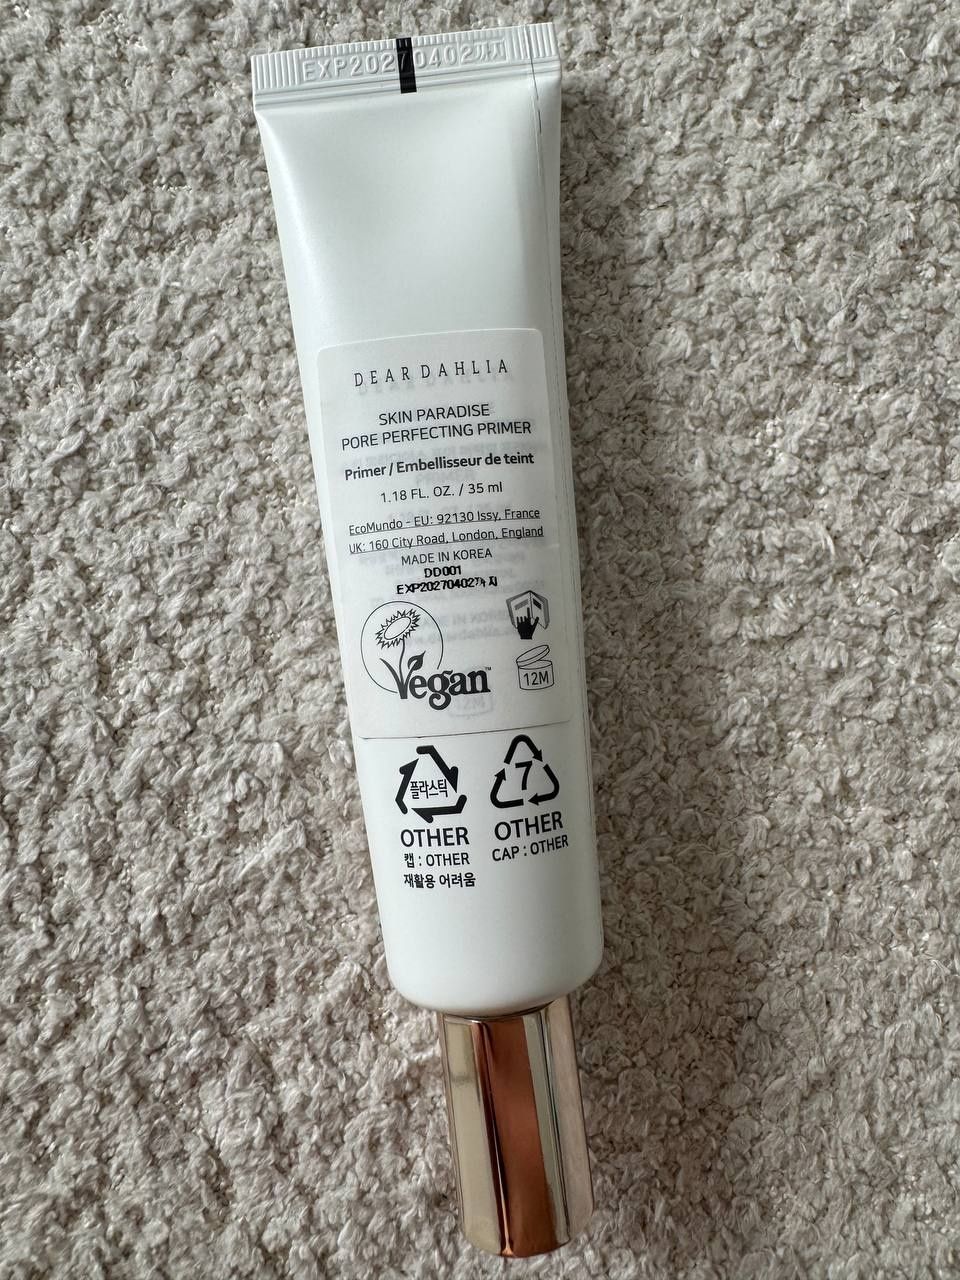 EXP20270402까지
DEAR DAHLIA
SKIN PARADISE
PORE PERFECTING PRIMER
Primer / Embellisseur de teint
1.18 FL. OZ. / 35 ml
EcoMundo - EU: 92130 Issy, France
UK: 160 City Road, London, England
MADE IN KOREA
DD001
EXP20270402까지
Vegan™
12M
플라스틱
7
OTHER
OTHER
캡 : OTHER
CAP : OTHER
재활용 어려움